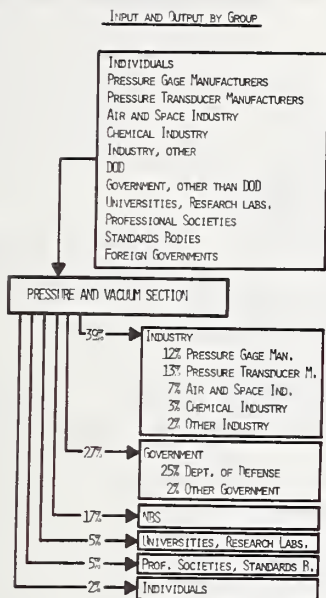 INPUT AND OUTPUT BY GROUP
INDIVIDUALS
PRESSURE GAGE MANUFACTURERS
PRESSURE TRANSDUCER MANUFACTURERS
AIR AND SPACE INDUSTRY
CHEMICAL INDUSTRY
INDUSTRY, OTHER
DOD
GOVERNMENT, OTHER THAN DOD
UNIVERSITIES, RESEARCH LABS.
PROFESSIONAL SOCIETIES
STANDARDS BODIES
FOREIGN GOVERNMENTS
PRESSURE AND VACUUM SECTION
39%
INDUSTRY
12% PRESSURE GAGE MAN.
13% PRESSURE TRANSDUCER M.
7% AIR AND SPACE IND.
3% CHEMICAL INDUSTRY
2% OTHER INDUSTRY
27%
GOVERNMENT
25% DEPT. OF DEFENSE
2% OTHER GOVERNMENT
17%
NBS
5%
UNIVERSITIES, RESEARCH LABS.
5%
PROF. SOCIETIES, STANDARDS B.
2%
INDIVIDUALS